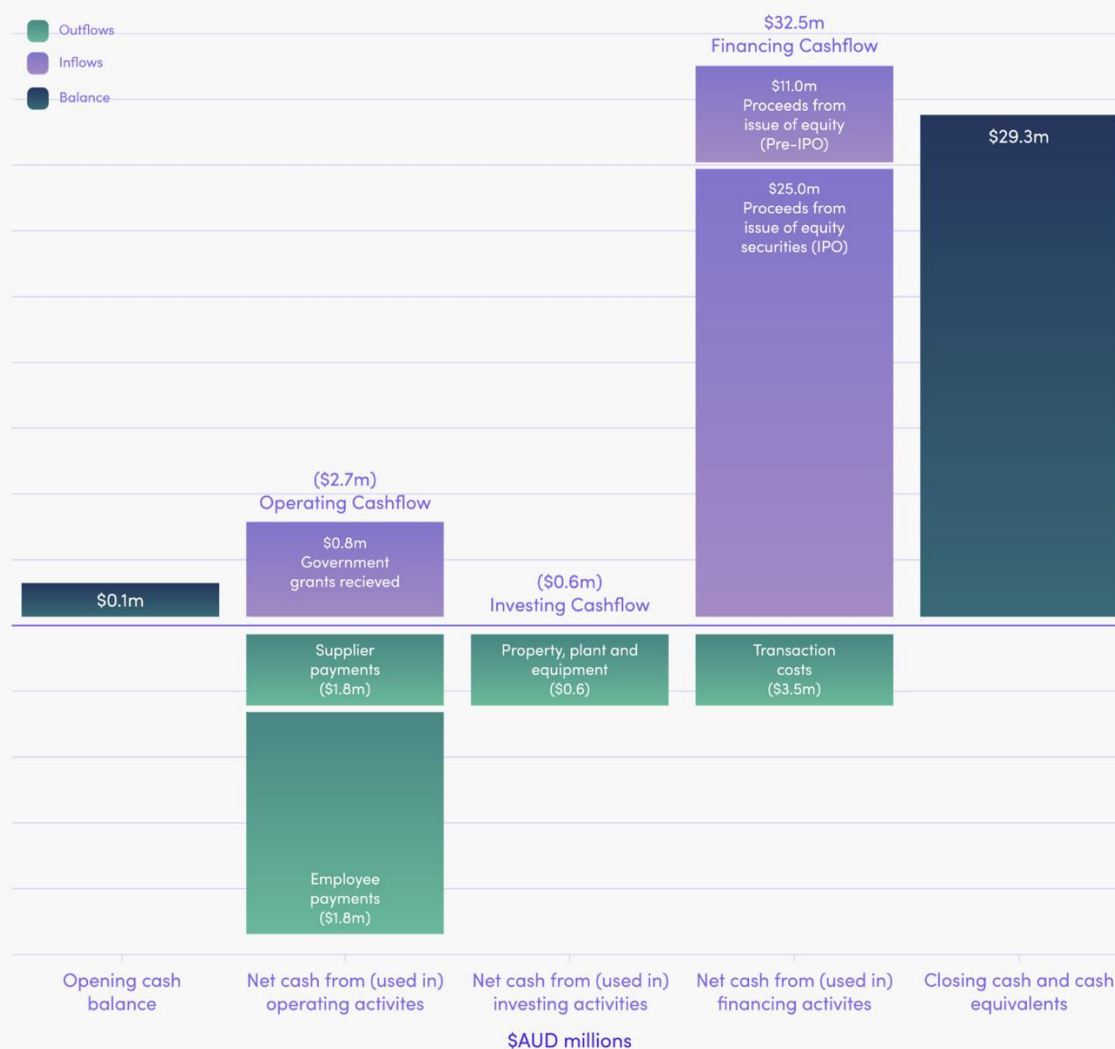 Outflows
Inflows
Balance
$32.5m
Financing Cashflow
$11.0m
Proceeds from
issue of equity
(Pre-IPO)
$29.3m
$25.0m
Proceeds from
issue of equity
securities (IPO)
($2.7m)
Operating Cashflow
$0.8m
Government
grants recieved
($0.6m)
Investing Cashflow
$0.1m
Supplier
payments
($1.8m)
Property, plant and
equipment
($0.6)
Transaction
costs
($3.5m)
Employee
payments
($1.8m)
Opening cash
balance
Net cash from (used in)
operating activites
Net cash from (used in)
investing activities
Net cash from (used in)
financing activites
Closing cash and cash
equivalents
$AUD millions